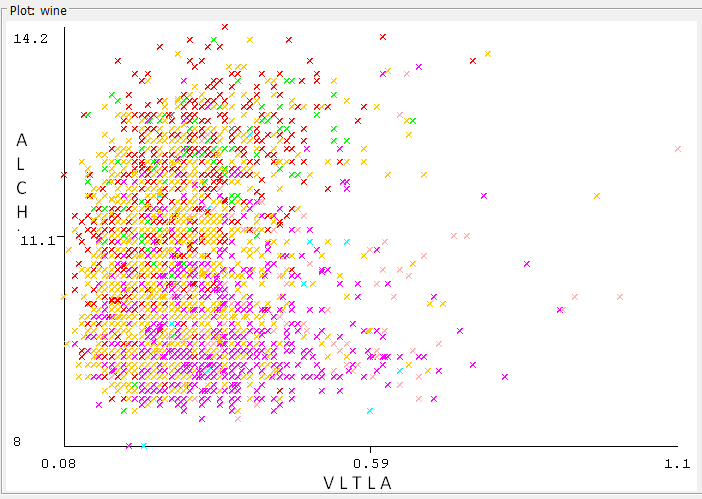 Plot: wine
14.2
A
L
C
H
.
11.1
8
0.08
0.59
1.1
V L T L A